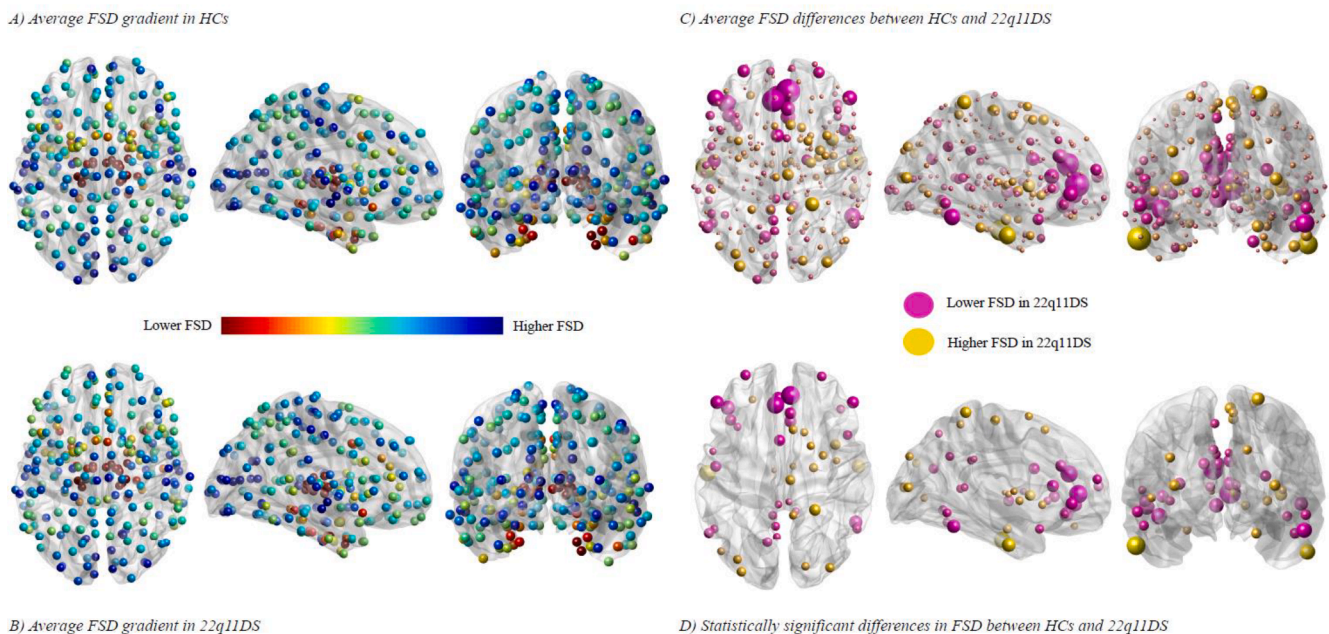 A) Average FSD gradient in HCs
C) Average FSD differences between HCs and 22q11DS
Lower FSD
Higher FSD
Lower FSD in 22q11DS
Higher FSD in 22q11DS
B) Average FSD gradient in 22q11DS
D) Statistically significant differences in FSD between HCs and 22q11DS